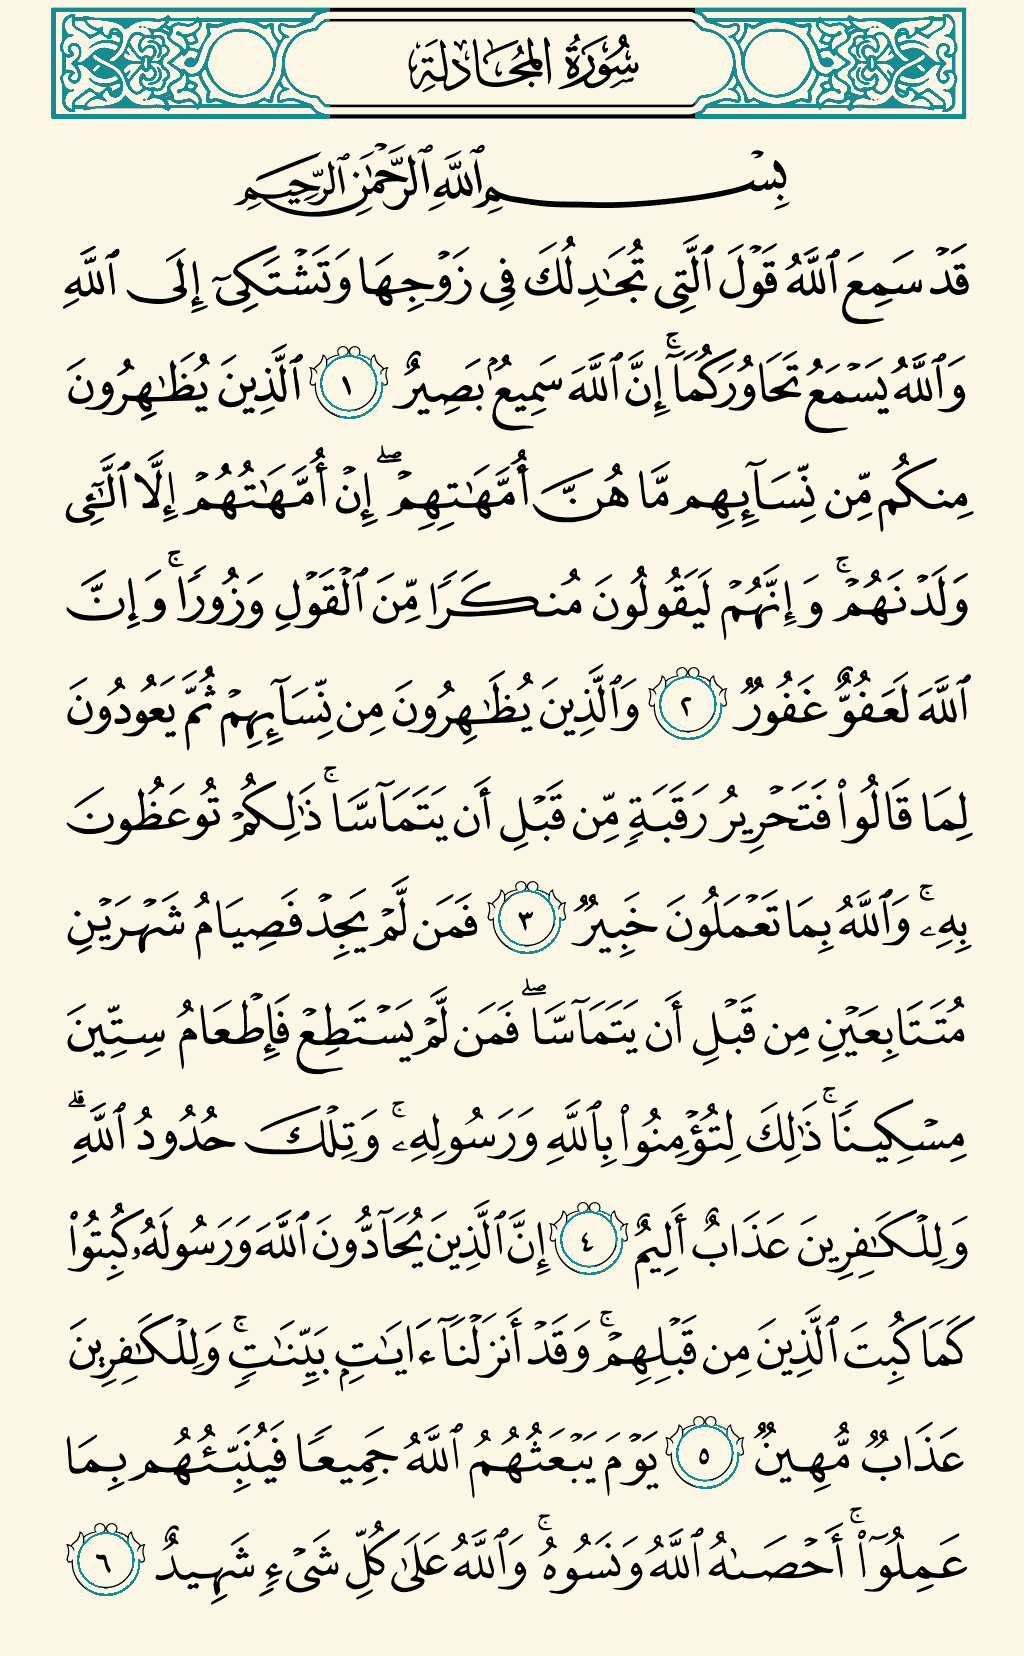 سُورَةُ المُجَادلَةِ
بِسْمِ ٱللَّهِ ٱلرَّحْمَٰنِ ٱلرَّحِيمِ
قَدْ سَمِعَ ٱللَّهُ قَوْلَ ٱلَّتِى تُجَٰدِلُكَ فِى زَوْجِهَا وَتَشْتَكِىٓ إِلَى ٱللَّهِ
وَٱللَّهُ يَسْمَعُ تَحَاوُرَكُمَآ ۚ إِنَّ ٱللَّهَ سَمِيعٌۢ بَصِيرٌ ١ ٱلَّذِينَ يُظَٰهِرُونَ
مِنكُم مِّن نِّسَآئِهِم مَّا هُنَّ أُمَّهَٰتِهِمْ ۖ إِنْ أُمَّهَٰتُهُمْ إِلَّا ٱلَّٰٓـِٔى
وَلَدْنَهُمْ ۚ وَإِنَّهُمْ لَيَقُولُونَ مُنكَرًا مِّنَ ٱلْقَوْلِ وَزُورًا ۚ وَإِنَّ
ٱللَّهَ لَعَفُوٌّ غَفُورٌ ٢ وَٱلَّذِينَ يُظَٰهِرُونَ مِن نِّسَآئِهِمْ ثُمَّ يَعُودُونَ
لِمَا قَالُوا۟ فَتَحْرِيرُ رَقَبَةٍ مِّن قَبْلِ أَن يَتَمَآسَّا ۚ ذَٰلِكُمْ تُوعَظُونَ
بِهِۦ ۚ وَٱللَّهُ بِمَا تَعْمَلُونَ خَبِيرٌ ٣ فَمَن لَّمْ يَجِدْ فَصِيَامُ شَهْرَيْنِ
مُتَتَابِعَيْنِ مِن قَبْلِ أَن يَتَمَآسَّا ۖ فَمَن لَّمْ يَسْتَطِعْ فَإِطْعَامُ سِتِّينَ
مِسْكِينًا ۚ ذَٰلِكَ لِتُؤْمِنُوا۟ بِٱللَّهِ وَرَسُولِهِۦ ۚ وَتِلْكَ حُدُودُ ٱللَّهِ ۗ
وَلِلْكَٰفِرِينَ عَذَابٌ أَلِيمٌ ٤ إِنَّ ٱلَّذِينَ يُحَآدُّونَ ٱللَّهَ وَرَسُولَهُۥ كُبِتُوا۟
كَمَا كُبِتَ ٱلَّذِينَ مِن قَبْلِهِمْ ۚ وَقَدْ أَنزَلْنَآ ءَايَٰتٍۭ بَيِّنَٰتٍ ۚ وَلِلْكَٰفِرِينَ
عَذَابٌ مُّهِينٌ ٥ يَوْمَ يَبْعَثُهُمُ ٱللَّهُ جَمِيعًا فَيُنَبِّئُهُم بِمَا
عَمِلُوٓا۟ ۚ أَحْصَىٰهُ ٱللَّهُ وَنَسُوهُ ۚ وَٱللَّهُ عَلَىٰ كُلِّ شَىْءٍ شَهِيدٌ ٦